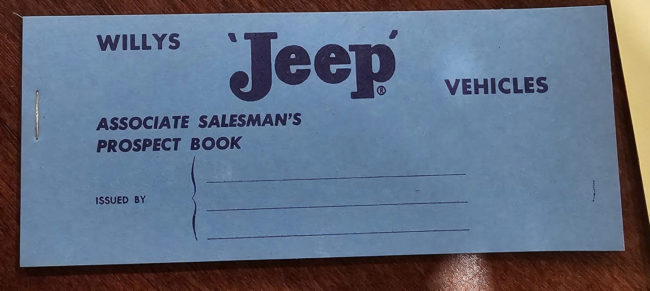 WILLYS 'Jeep'® VEHICLES
ASSOCIATE SALESMAN'S
PROSPECT BOOK
ISSUED BY